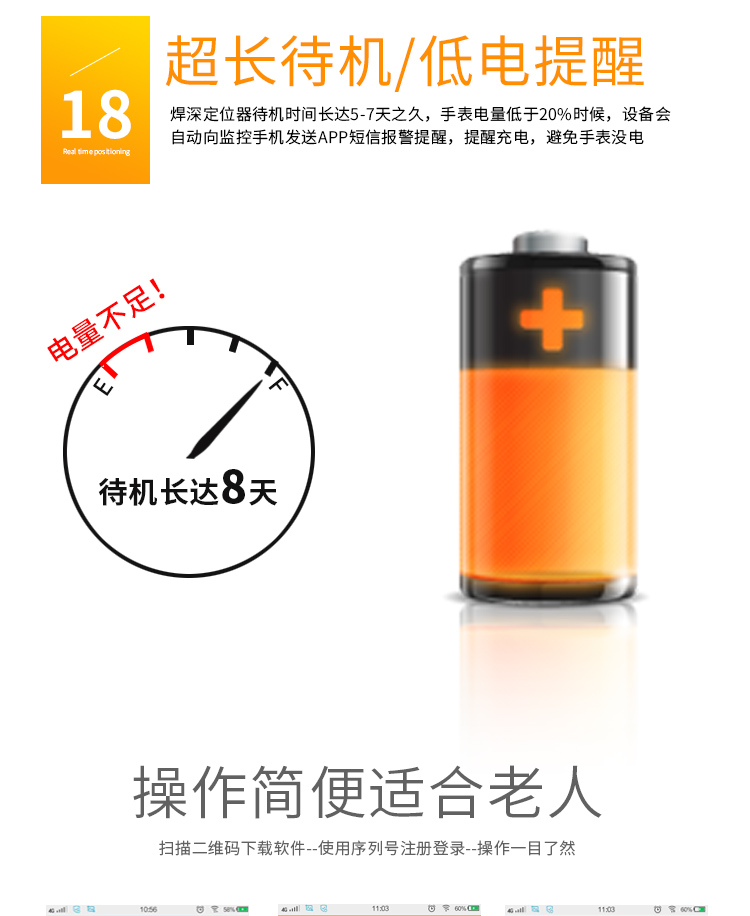 18
Real time positioning
超长待机/低电提醒
焊深定位器待机时间长达5-7天之久，手表电量低于20%时候，设备会
自动向监控手机发送APP短信报警提醒，提醒充电，避免手表没电
电量不足!
E
F
待机长达8天
操作简便适合老人
扫描二维码下载软件--使用序列号注册登录--操作一目了然
4G 10:56 58%
4G 11:03 60%
4G 11:03 60%